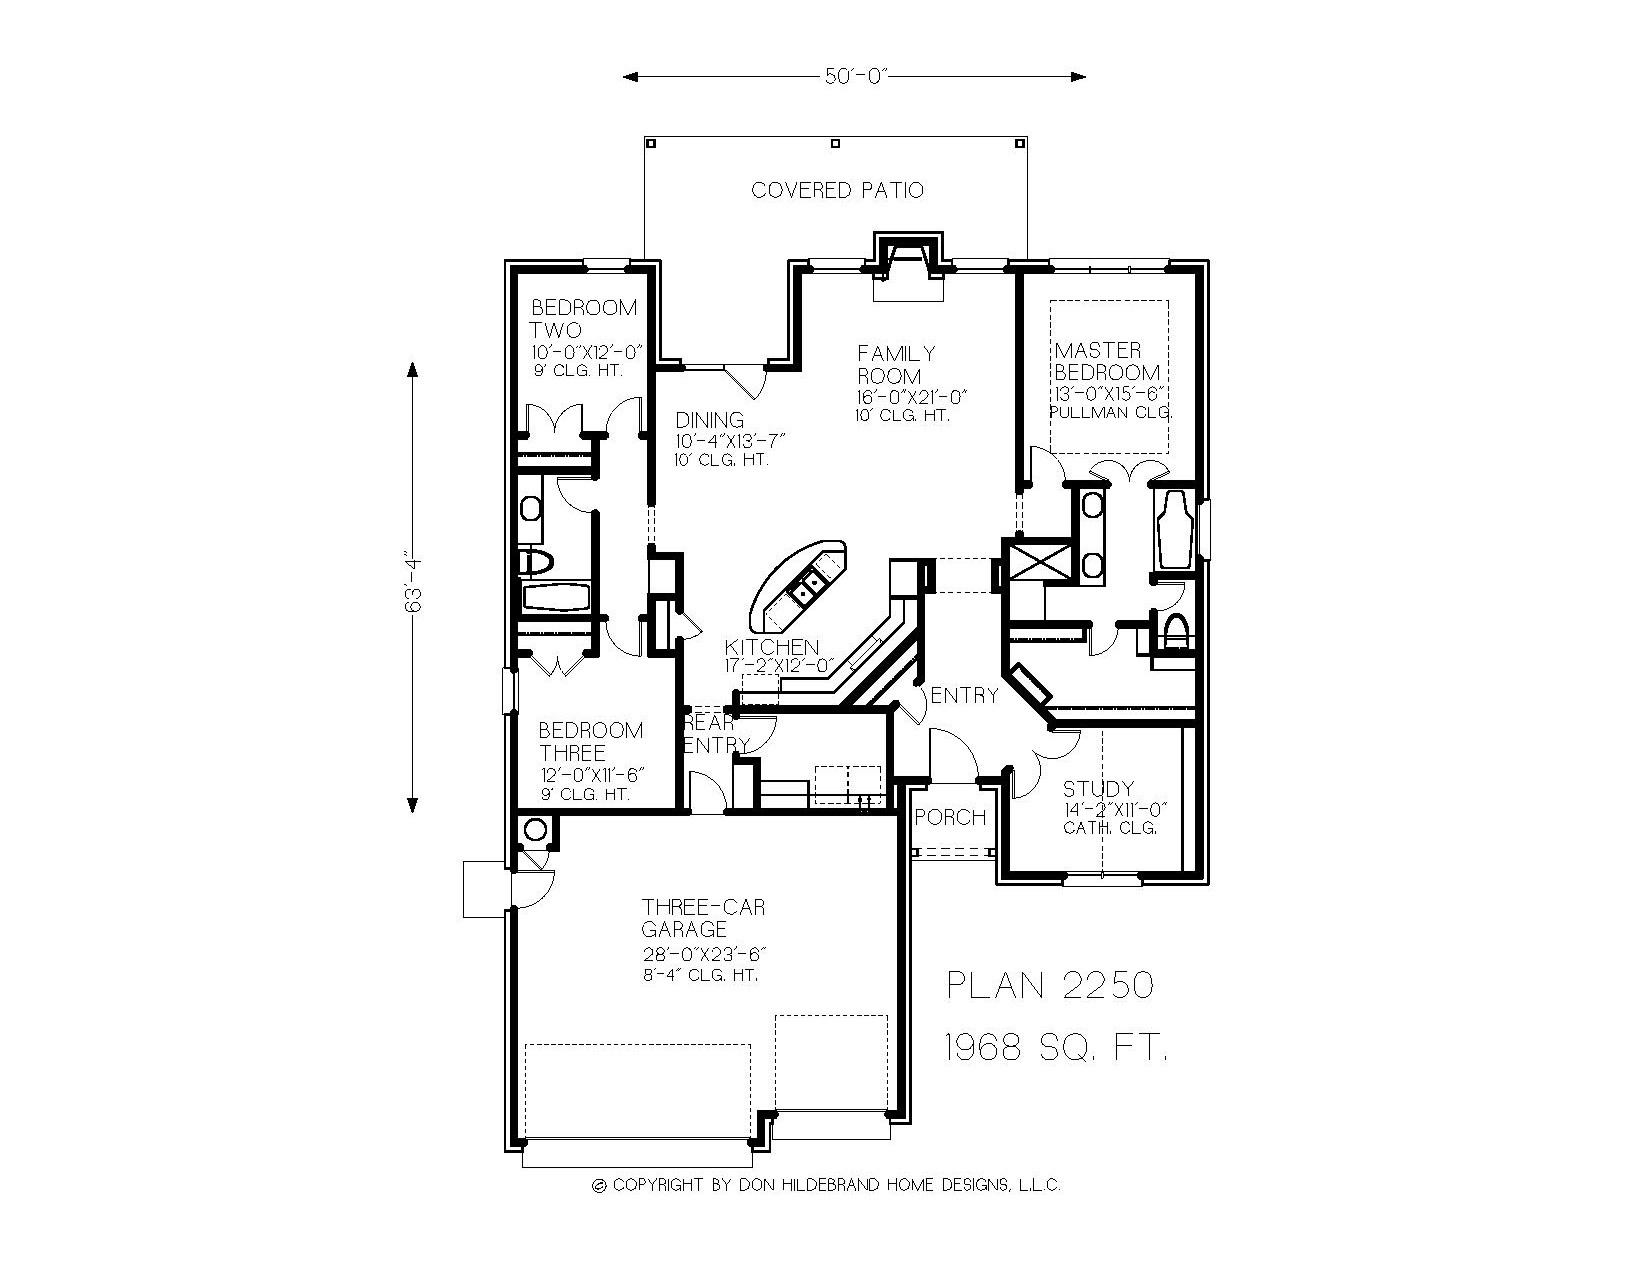 50'-0"
COVERED PATIO
BEDROOM
TWO
10'-0"X12'-0"
9' CLG. HT.
FAMILY
ROOM
16'-0"X21'-0"
10' CLG. HT.
MASTER
BEDROOM
13'-0"X15'-6"
PULLMAN CLG.
DINING
10'-4"X13'-7"
10' CLG. HT.
63'-4"
KITCHEN
17'-2"X12'-0"
ENTRY
REAR
ENTRY
BEDROOM
THREE
12'-0"X11'-6"
9' CLG. HT.
STUDY
14'-2"X11'-0"
CATH. CLG.
PORCH
THREE-CAR
GARAGE
28'-0"X23'-6"
8'-4" CLG. HT.
PLAN 2250
1968 SQ. FT.
© COPYRIGHT BY DON HILDEBRAND HOME DESIGNS, L.L.C.